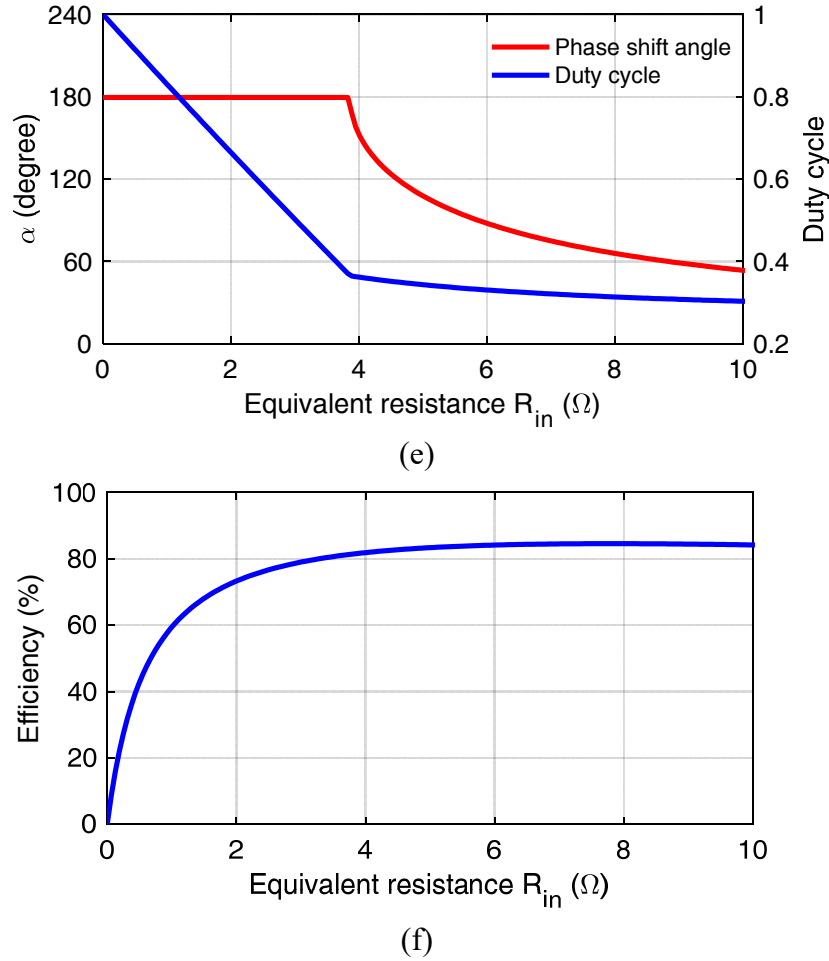 240
180
120
60
0
α (degree)
1
0.8
0.6
0.4
0.2
Duty cycle
Phase shift angle
Duty cycle
0 2 4 6 8 10
Equivalent resistance R_in (Ω)
(e)
100
80
60
40
20
0
Efficiency (%)
0 2 4 6 8 10
Equivalent resistance R_in (Ω)
(f)